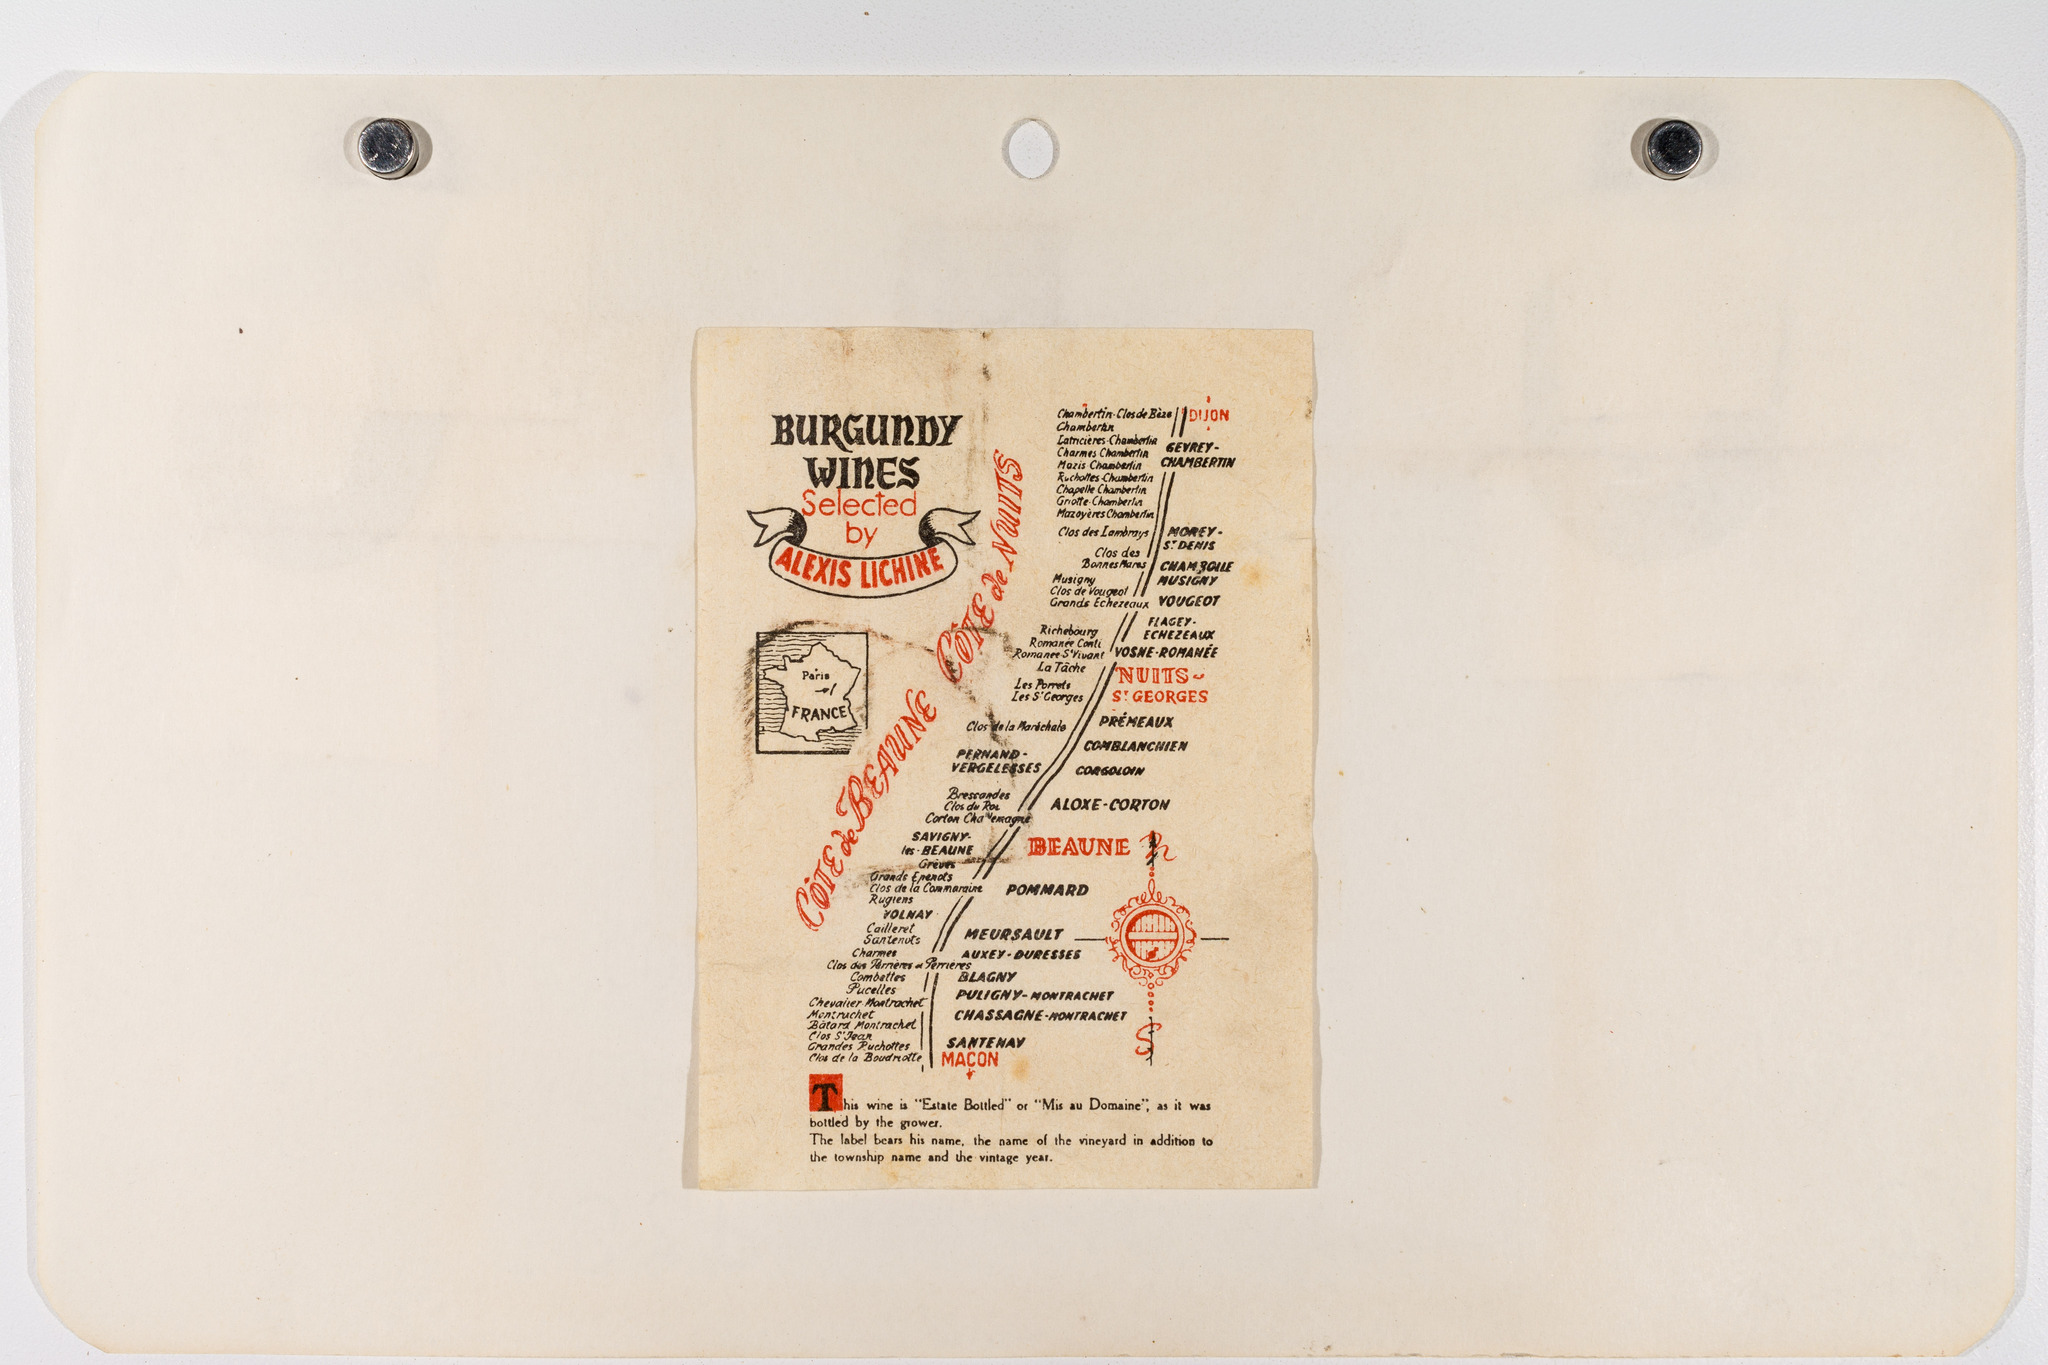 BURGUNDY
WINES
Selected
by
ALEXIS LICHINE
Paris
FRANCE
CÔTE de NUITS
CÔTE de BEAUNE
DIJON
Chambertin-Clos de Bèze
Chambertin
Latricières-Chambertin
Charmes Chambertin
Mazis Chambertin
Ruchottes-Chambertin
Chapelle Chambertin
Griotte-Chambertin
Mazoyères Chambertin
GEVREY-
CHAMBERTIN
Clos des Lambrays
MOREY-
ST DENIS
Clos des
Bonnes Mares
CHAMBOLLE
MUSIGNY
Musigny
Clos de Vougeot
Grands Echezeaux
VOUGEOT
FLAGEY-
ECHEZEAUX
Richebourg
Romanée Conti
Romanée-St Vivant
La Tâche
VOSNE-ROMANÉE
NUITS-
ST GEORGES
Les Porrets
Les St Georges
Clos de la Maréchale
PRÉMEAUX
COMBLANCHIEN
PERNAND-
VERGELESSES
CORGOLOIN
Bressandes
Clos du Roi
Corton Charlemagne
ALOXE-CORTON
SAVIGNY-
les-BEAUNE
BEAUNE
Grèves
Grands Epenots
Clos de la Commaraine
Rugiens
POMMARD
VOLNAY
Cailleret
Santenots
MEURSAULT
Charmes
AUXEY-DURESSES
Clos des Perrières et Perrières
Combettes
BLAGNY
Pucelles
PULIGNY-MONTRACHET
Chevalier Montrachet
Montrachet
CHASSAGNE-MONTRACHET
Bâtard Montrachet
Clos St Jean
Grandes Ruchottes
Clos de la Boudriotte
SANTENAY
MACON
N
S
This wine is "Estate Bottled" or "Mis au Domaine", as it was
bottled by the grower.
The label bears his name, the name of the vineyard in addition to
the township name and the vintage year.